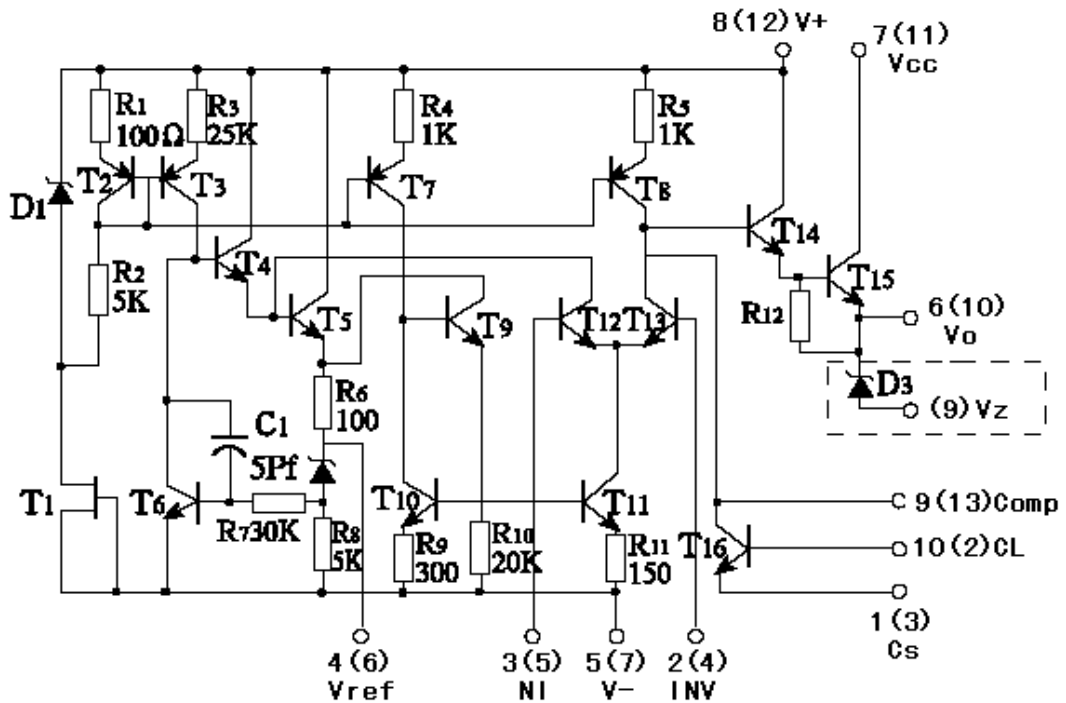 8(12)V+
7(11)
Vcc
R1
100Ω
R3
25K
R4
1K
R5
1K
T2
T3
T7
T8
D1
T14
R2
5K
T4
T15
T5
T9
T12
T13
R12
6(10)
Vo
R6
100
D3
(9)Vz
C1
5Pf
T1
T6
T10
T11
9(13)Comp
R730K
R8
5K
R9
300
R10
20K
R11
150
T16
10(2)CL
1(3)
Cs
4(6)
Vref
3(5)
NI
5(7)
V-
2(4)
INV